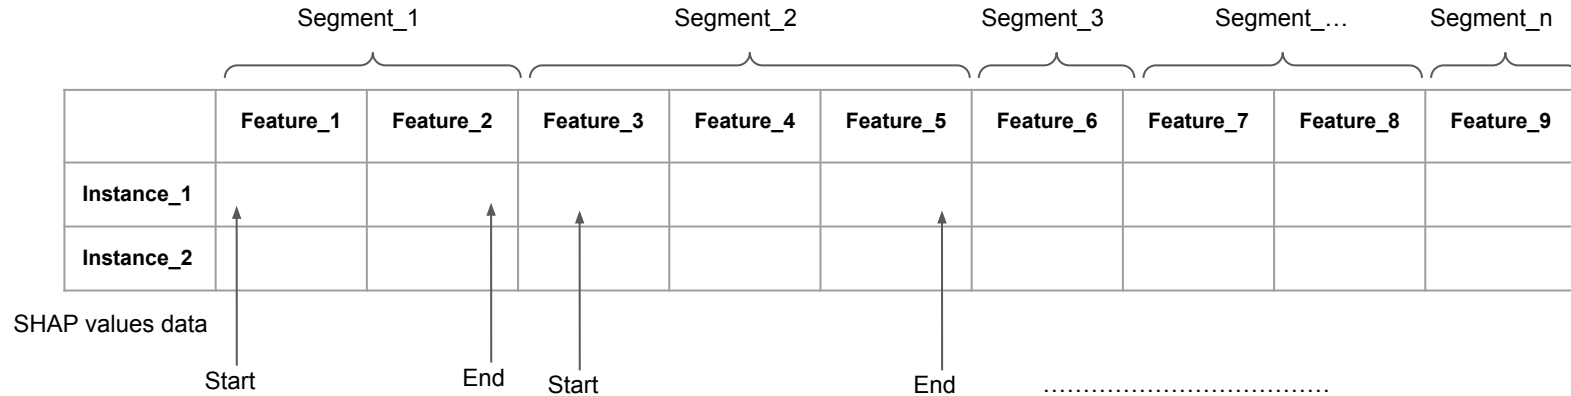 Segment_1 Segment_2 Segment_3 Segment_... Segment_n
Feature_1 Feature_2 Feature_3 Feature_4 Feature_5 Feature_6 Feature_7 Feature_8 Feature_9
Instance_1
Instance_2
SHAP values data
Start End Start End ...................................